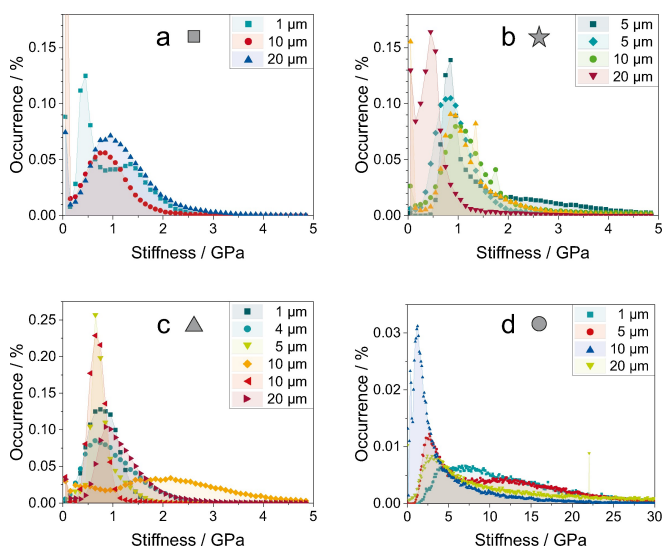 a
1 µm
10 µm
20 µm
0.15
0.10
0.05
0.00
Occurrence / %
0 1 2 3 4 5
Stiffness / GPa
b
5 µm
5 µm
10 µm
20 µm
0.15
0.10
0.05
0.00
Occurrence / %
0 1 2 3 4 5
Stiffness / GPa
c
1 µm
4 µm
5 µm
10 µm
10 µm
20 µm
0.25
0.20
0.15
0.10
0.05
0.00
Occurrence / %
0 1 2 3 4 5
Stiffness / GPa
d
1 µm
5 µm
10 µm
20 µm
0.03
0.02
0.01
0.00
Occurrence / %
0 5 10 15 20 25 30
Stiffness / GPa